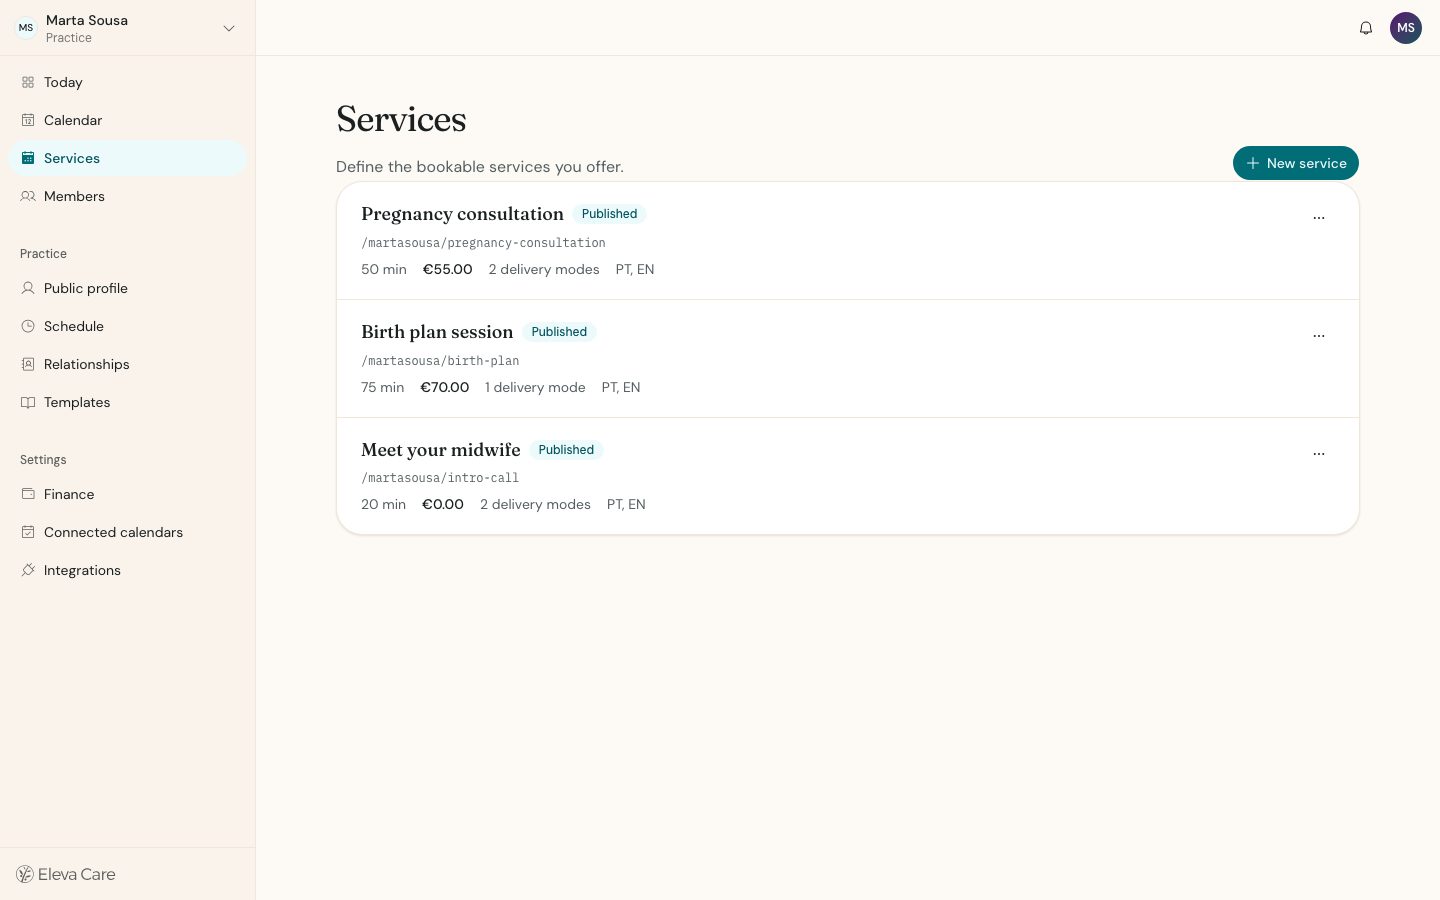 MS
Marta Sousa
Practice
MS
Today
12
Calendar
Services
Members
Practice
Public profile
Schedule
Relationships
Templates
Settings
Finance
Connected calendars
Integrations
Eleva Care
Services
Define the bookable services you offer.
+ New service
Pregnancy consultation Published ...
/martasousa/pregnancy-consultation
50 min €55.00 2 delivery modes PT, EN
Birth plan session Published ...
/martasousa/birth-plan
75 min €70.00 1 delivery mode PT, EN
Meet your midwife Published ...
/martasousa/intro-call
20 min €0.00 2 delivery modes PT, EN